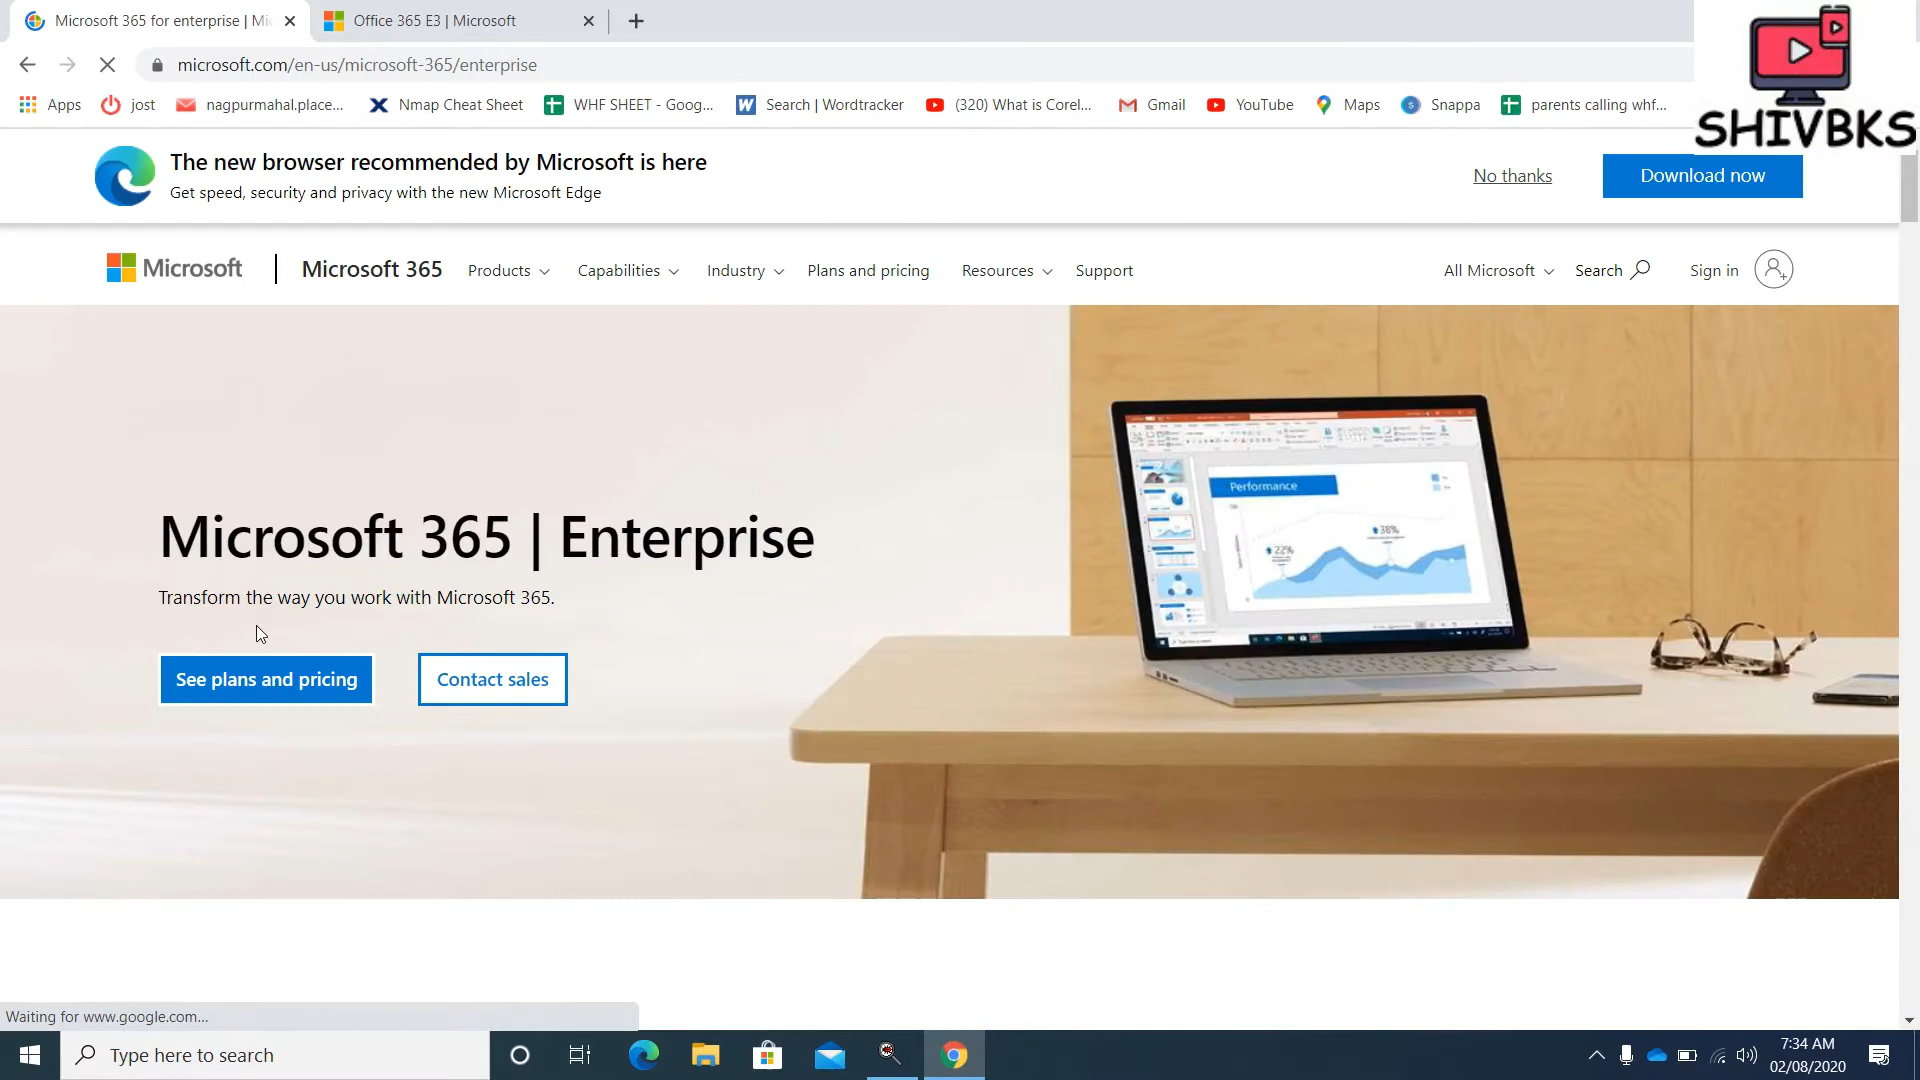 Microsoft 365 for enterprise | Mi
Office 365 E3 | Microsoft
microsoft.com/en-us/microsoft-365/enterprise
Apps
jost
nagpurmahal.place...
Nmap Cheat Sheet
WHF SHEET - Goog...
Search | Wordtracker
(320) What is Corel...
Gmail
YouTube
Maps
Snappa
parents calling whf...
SHIVBKS
The new browser recommended by Microsoft is here
Get speed, security and privacy with the new Microsoft Edge
No thanks
Download now
Microsoft
Microsoft 365
Products
Capabilities
Industry
Plans and pricing
Resources
Support
All Microsoft
Search
Sign in
Performance
38%
22%
Microsoft 365 | Enterprise
Transform the way you work with Microsoft 365.
See plans and pricing
Contact sales
Waiting for www.google.com...
Type here to search
7:34 AM
02/08/2020